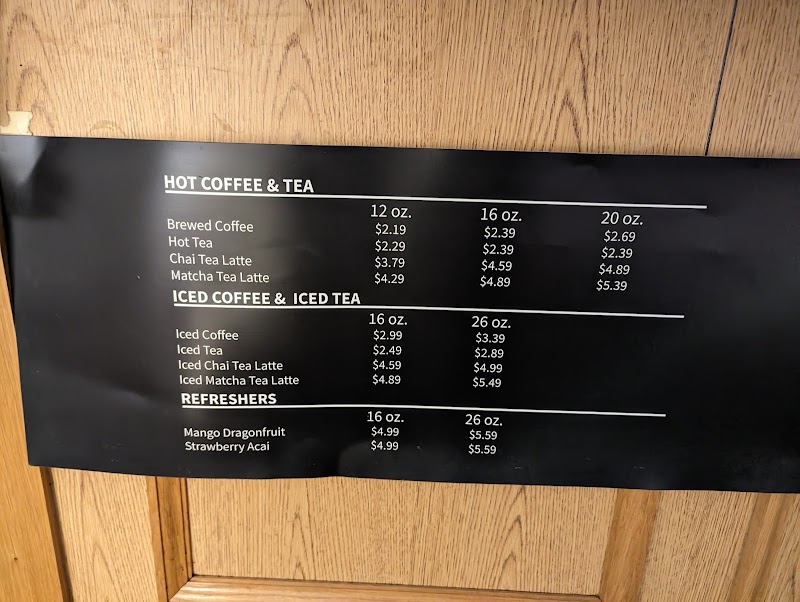 HOT COFFEE & TEA
12 oz. 16 oz. 20 oz.
Brewed Coffee $2.19 $2.39 $2.69
Hot Tea $2.29 $2.39 $2.39
Chai Tea Latte $3.79 $4.59 $4.89
Matcha Tea Latte $4.29 $4.89 $5.39
ICED COFFEE & ICED TEA
16 oz. 26 oz.
Iced Coffee $2.99 $3.39
Iced Tea $2.49 $2.89
Iced Chai Tea Latte $4.59 $4.99
Iced Matcha Tea Latte $4.89 $5.49
REFRESHERS
16 oz. 26 oz.
Mango Dragonfruit $4.99 $5.59
Strawberry Acai $4.99 $5.59